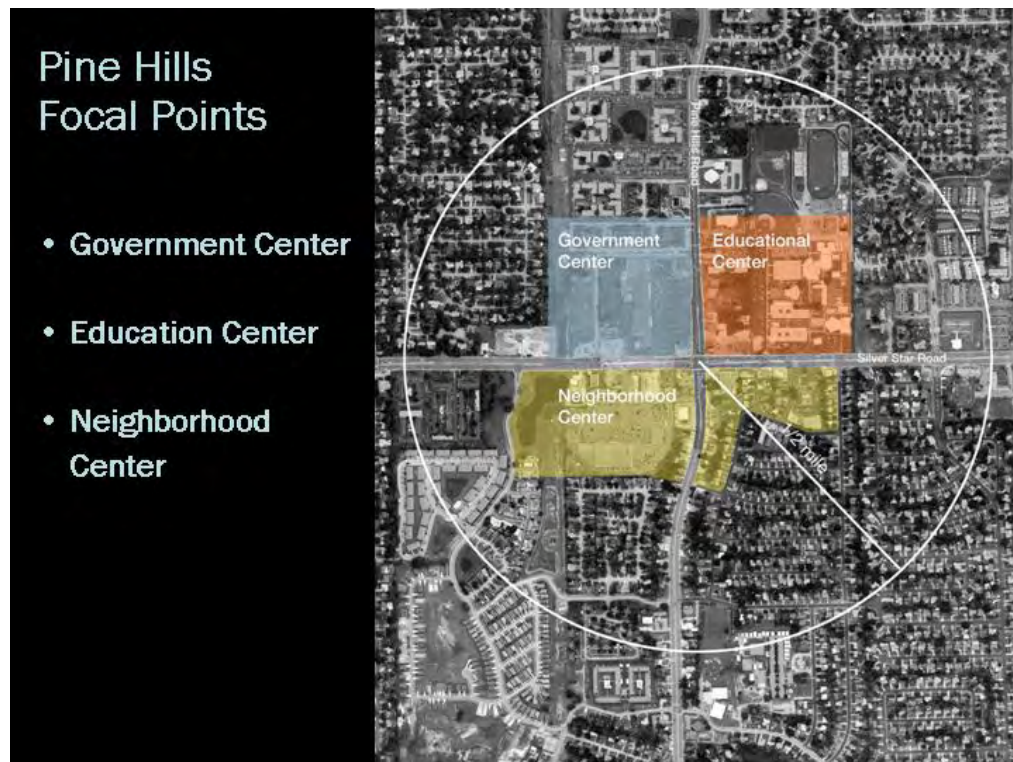 Pine Hills
Focal Points
• Government Center
• Education Center
• Neighborhood
Center
Pine Hills Road
Government
Center
Educational
Center
Silver Star Road
Neighborhood
Center
1/2 mile